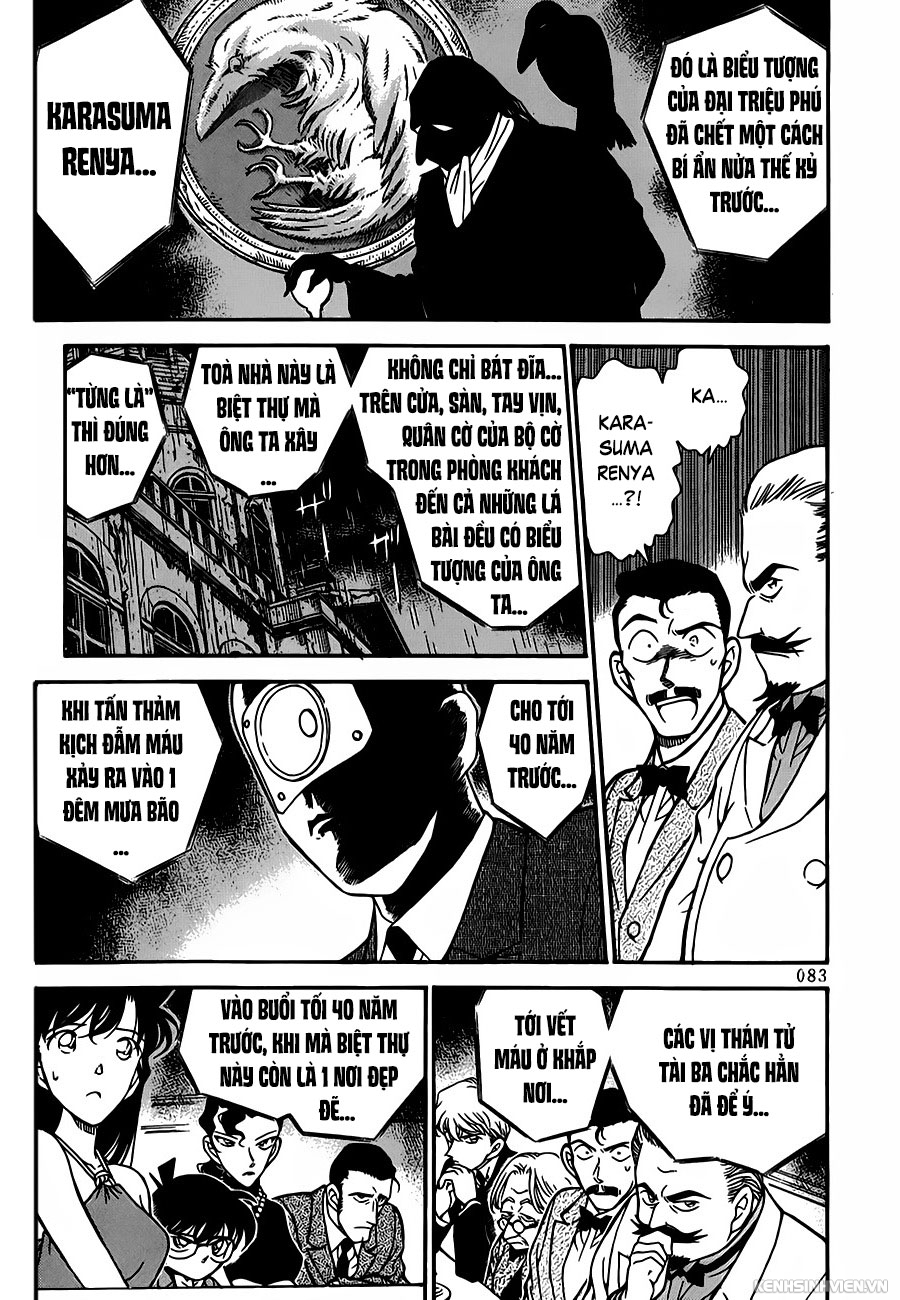 ĐÓ LÀ BIỂU TƯỢNG
CỦA ĐẠI TRIỆU PHÚ
ĐÃ CHẾT MỘT CÁCH
BÍ ẨN NỬA THẾ KỶ
TRƯỚC...
KARASUMA
RENYA...
KA...
KARA-
SUMA
RENYA
...?!
KHÔNG CHỈ BÁT ĐĨA...
TRÊN CỬA, SÀN, TAY VỊN,
QUÂN CỜ CỦA BỘ CỜ
TRONG PHÒNG KHÁCH
ĐẾN CẢ NHỮNG LÁ
BÀI ĐỀU CÓ BIỂU
TƯỢNG CỦA ÔNG
TA...
TOÀ NHÀ NÀY LÀ
BIỆT THỰ MÀ
ÔNG TA XÂY
...
"TỪNG LÀ"
THÌ ĐÚNG
HƠN...
CHO TỚI
40 NĂM
TRƯỚC...
KHI TẤN THẢM
KỊCH ĐẪM MÁU
XẢY RA VÀO 1
ĐÊM MƯA BÃO
...
083
CÁC VỊ THÁM TỬ
TÀI BA CHẮC HẲN
ĐÃ ĐỂ Ý...
TỚI VẾT
MÁU Ở KHẮP
NƠI...
VÀO BUỔI TỐI 40 NĂM
TRƯỚC, KHI MÀ BIỆT THỰ
NÀY CÒN LÀ 1 NƠI ĐẸP
ĐẼ...
KENHSINHVIEN.VN